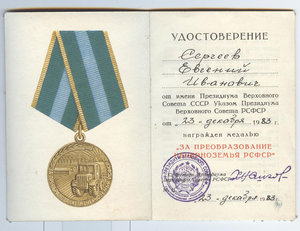 УДОСТОВЕРЕНИЕ
Сергеев
Евгений
Иванович
от имени Президиума Верховного
Совета СССР Указом Президиума
Верховного Совета РСФСР
от „23“ декабря 1983 г.
награжден медалью
„ЗА ПРЕОБРАЗОВАНИЕ
НЕЧЕРНОЗЕМЬЯ РСФСР“
„23“ декабря 1983 г.